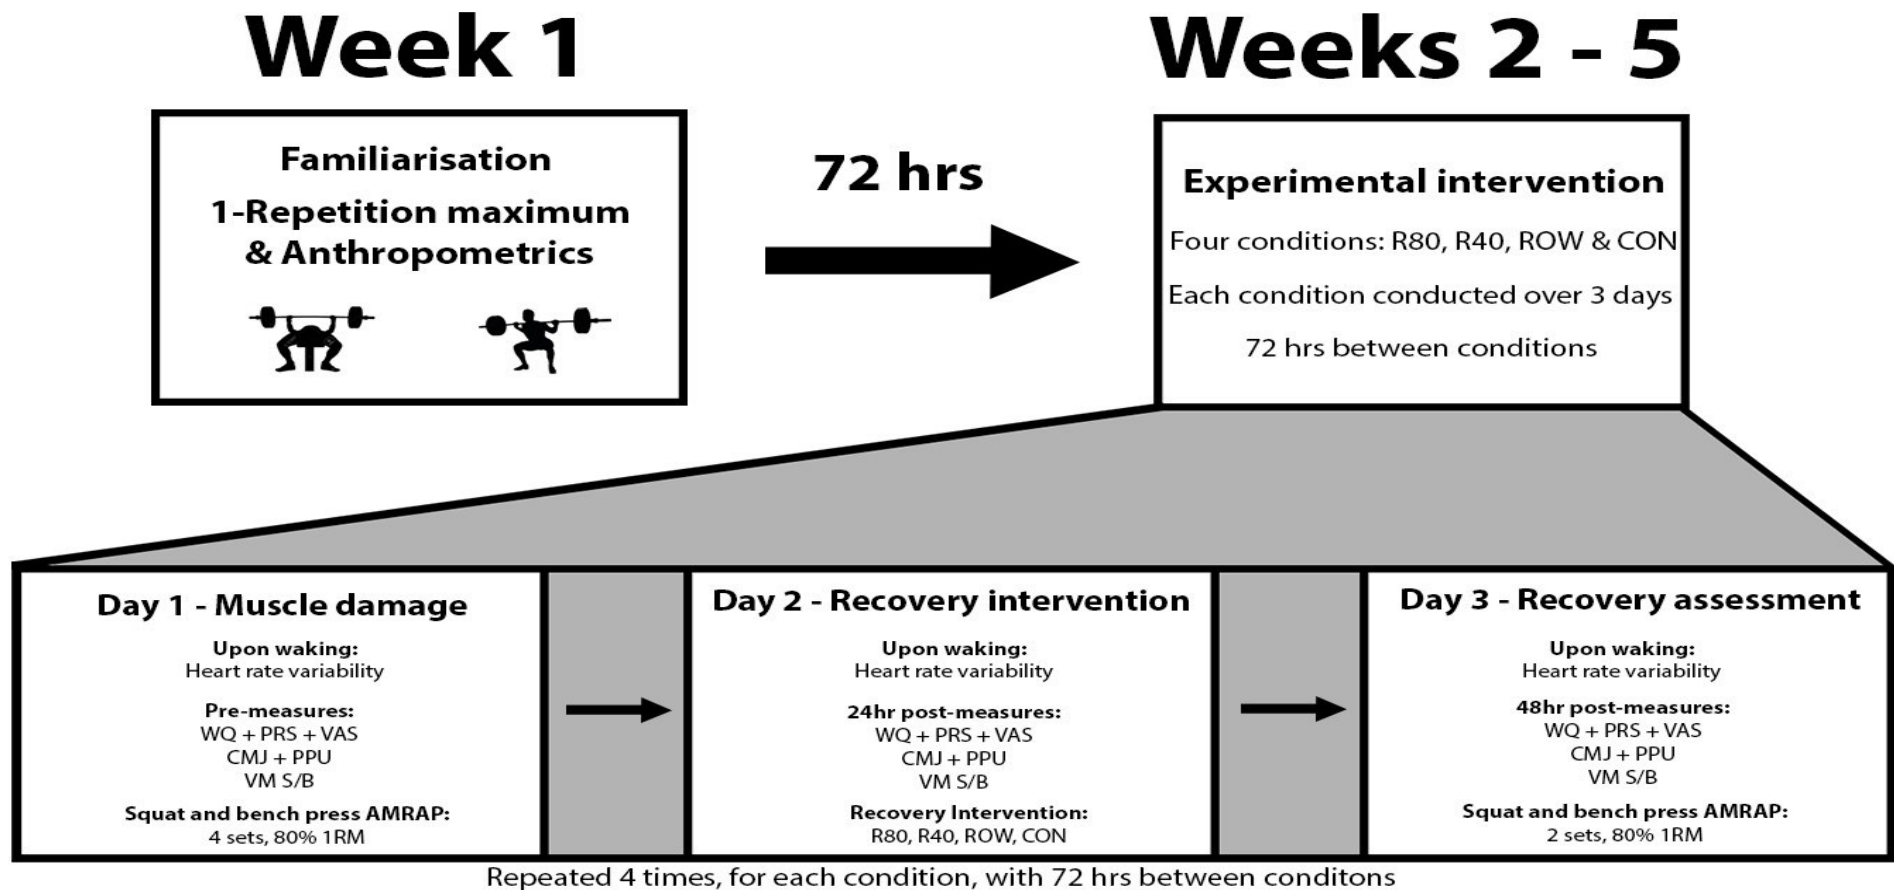 Week 1
Weeks 2 - 5
Familiarisation
1-Repetition maximum
& Anthropometrics
72 hrs
Experimental intervention
Four conditions: R80, R40, ROW & CON
Each condition conducted over 3 days
72 hrs between conditions
Day 1 - Muscle damage
Upon waking:
Heart rate variability
Pre-measures:
WQ + PRS + VAS
CMJ + PPU
VM S/B
Squat and bench press AMRAP:
4 sets, 80% 1RM
Day 2 - Recovery intervention
Upon waking:
Heart rate variability
24hr post-measures:
WQ + PRS + VAS
CMJ + PPU
VM S/B
Recovery Intervention:
R80, R40, ROW, CON
Day 3 - Recovery assessment
Upon waking:
Heart rate variability
48hr post-measures:
WQ + PRS + VAS
CMJ + PPU
VM S/B
Squat and bench press AMRAP:
2 sets, 80% 1RM
Repeated 4 times, for each condition, with 72 hrs between conditons